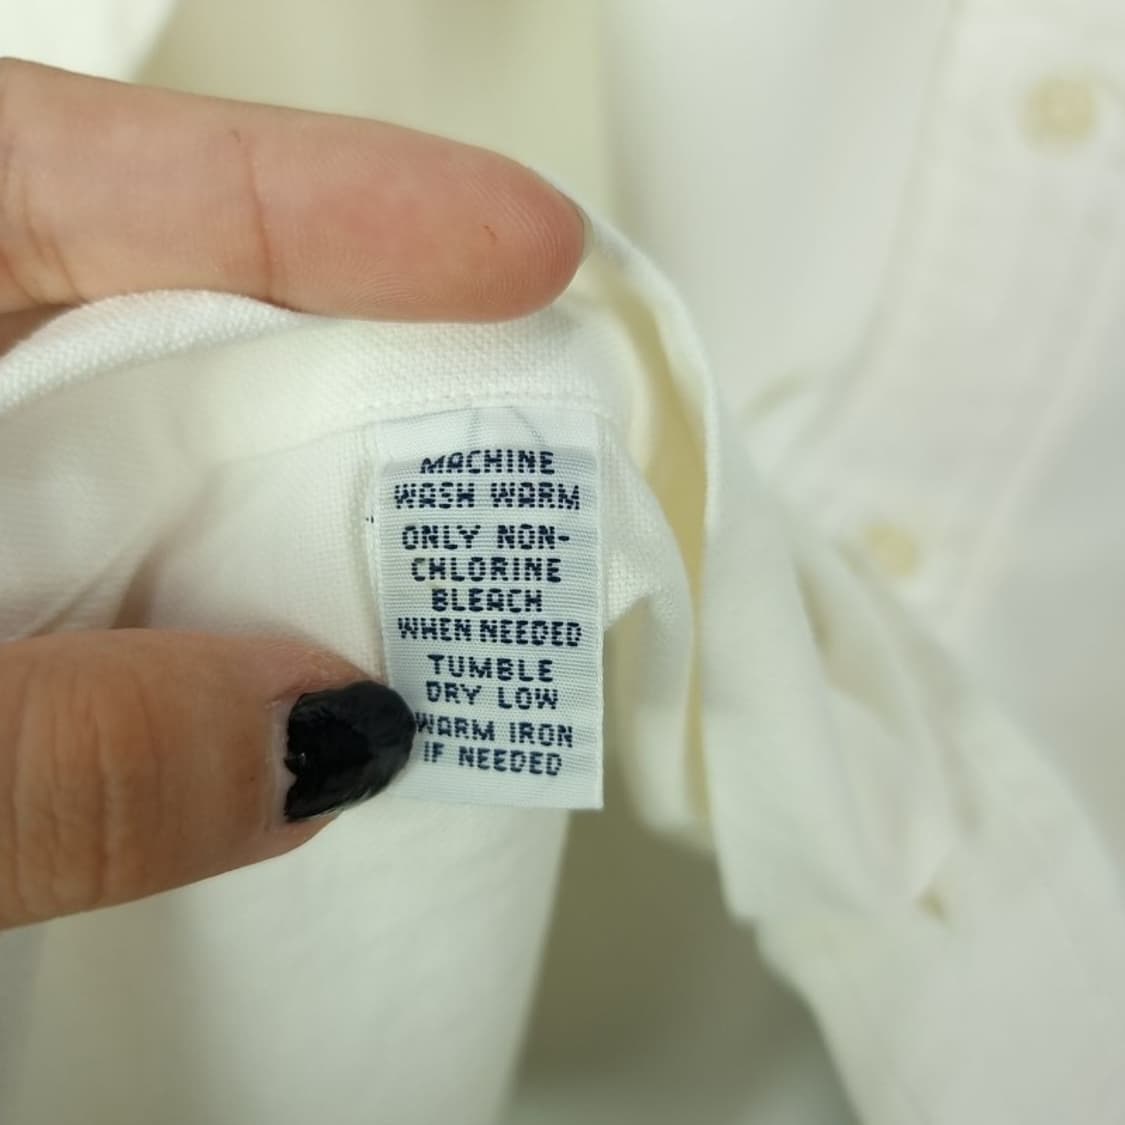 MACHINE
WASH WARM
ONLY NON-
CHLORINE
BLEACH
WHEN NEEDED
TUMBLE
DRY LOW
WARM IRON
IF NEEDED